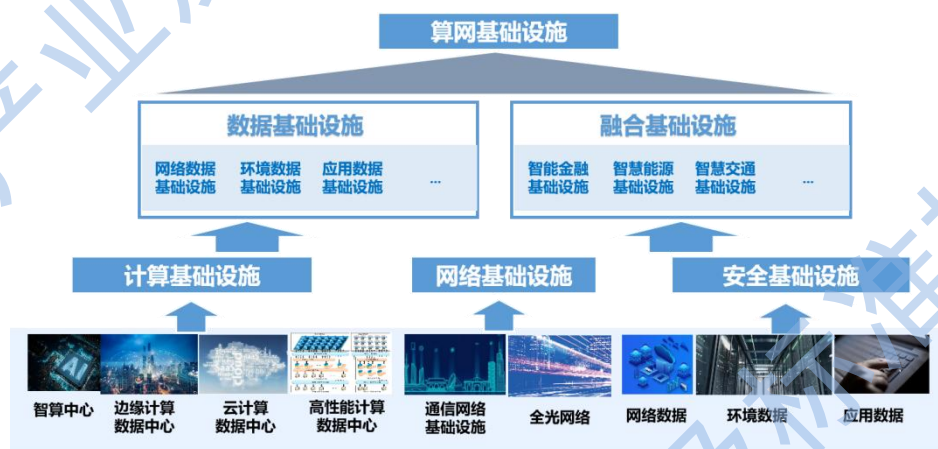 算网基础设施
数据基础设施
融合基础设施
网络数据
基础设施
环境数据
基础设施
应用数据
基础设施
...
智能金融
基础设施
智慧能源
基础设施
智慧交通
基础设施
...
计算基础设施
网络基础设施
安全基础设施
AI
智算中心
边缘计算
数据中心
云计算
数据中心
高性能计算
数据中心
通信网络
基础设施
全光网络
网络数据
环境数据
应用数据